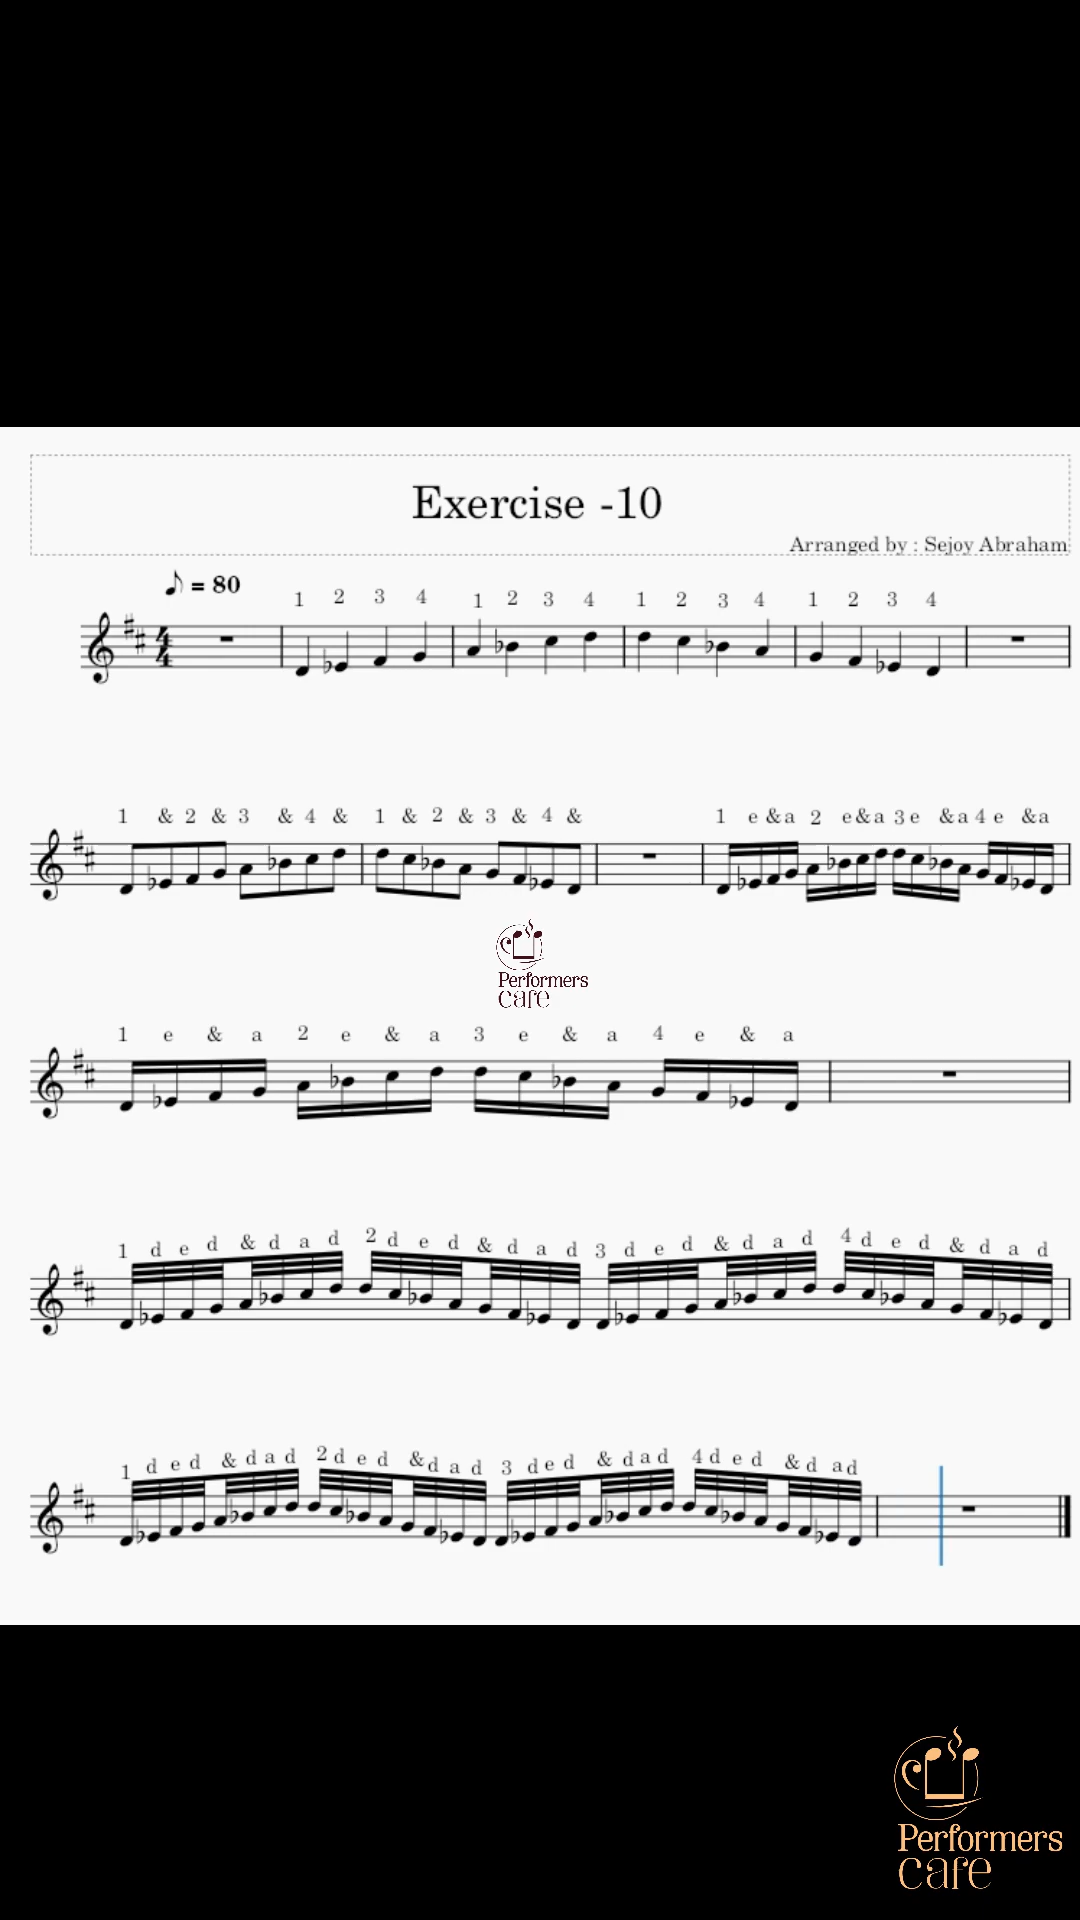 Exercise -10
Arranged by : Sejoy Abraham
♪ = 80
1 2 3 4 1 2 3 4 1 2 3 4 1 2 3 4
1 & 2 & 3 & 4 & 1 & 2 & 3 & 4 & 1 e & a 2 e & a 3 e & a 4 e & a
Performers
cafe
1 e & a 2 e & a 3 e & a 4 e & a
1 d e d & d a d 2 d e d & d a d 3 d e d & d a d 4 d e d & d a d
1 d e d & d a d 2 d e d & d a d 3 d e d & d a d 4 d e d & d a d
Performers
cafe